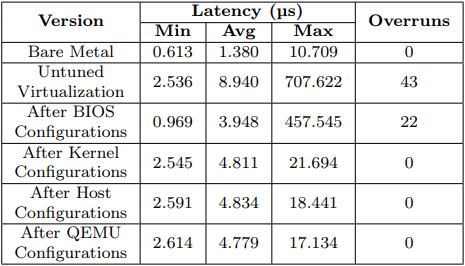 Version Latency (µs) Overruns
Min Avg Max
Bare Metal 0.613 1.380 10.709 0
Untuned
Virtualization 2.536 8.940 707.622 43
After BIOS
Configurations 0.969 3.948 457.545 22
After Kernel
Configurations 2.545 4.811 21.694 0
After Host
Configurations 2.591 4.834 18.441 0
After QEMU
Configurations 2.614 4.779 17.134 0